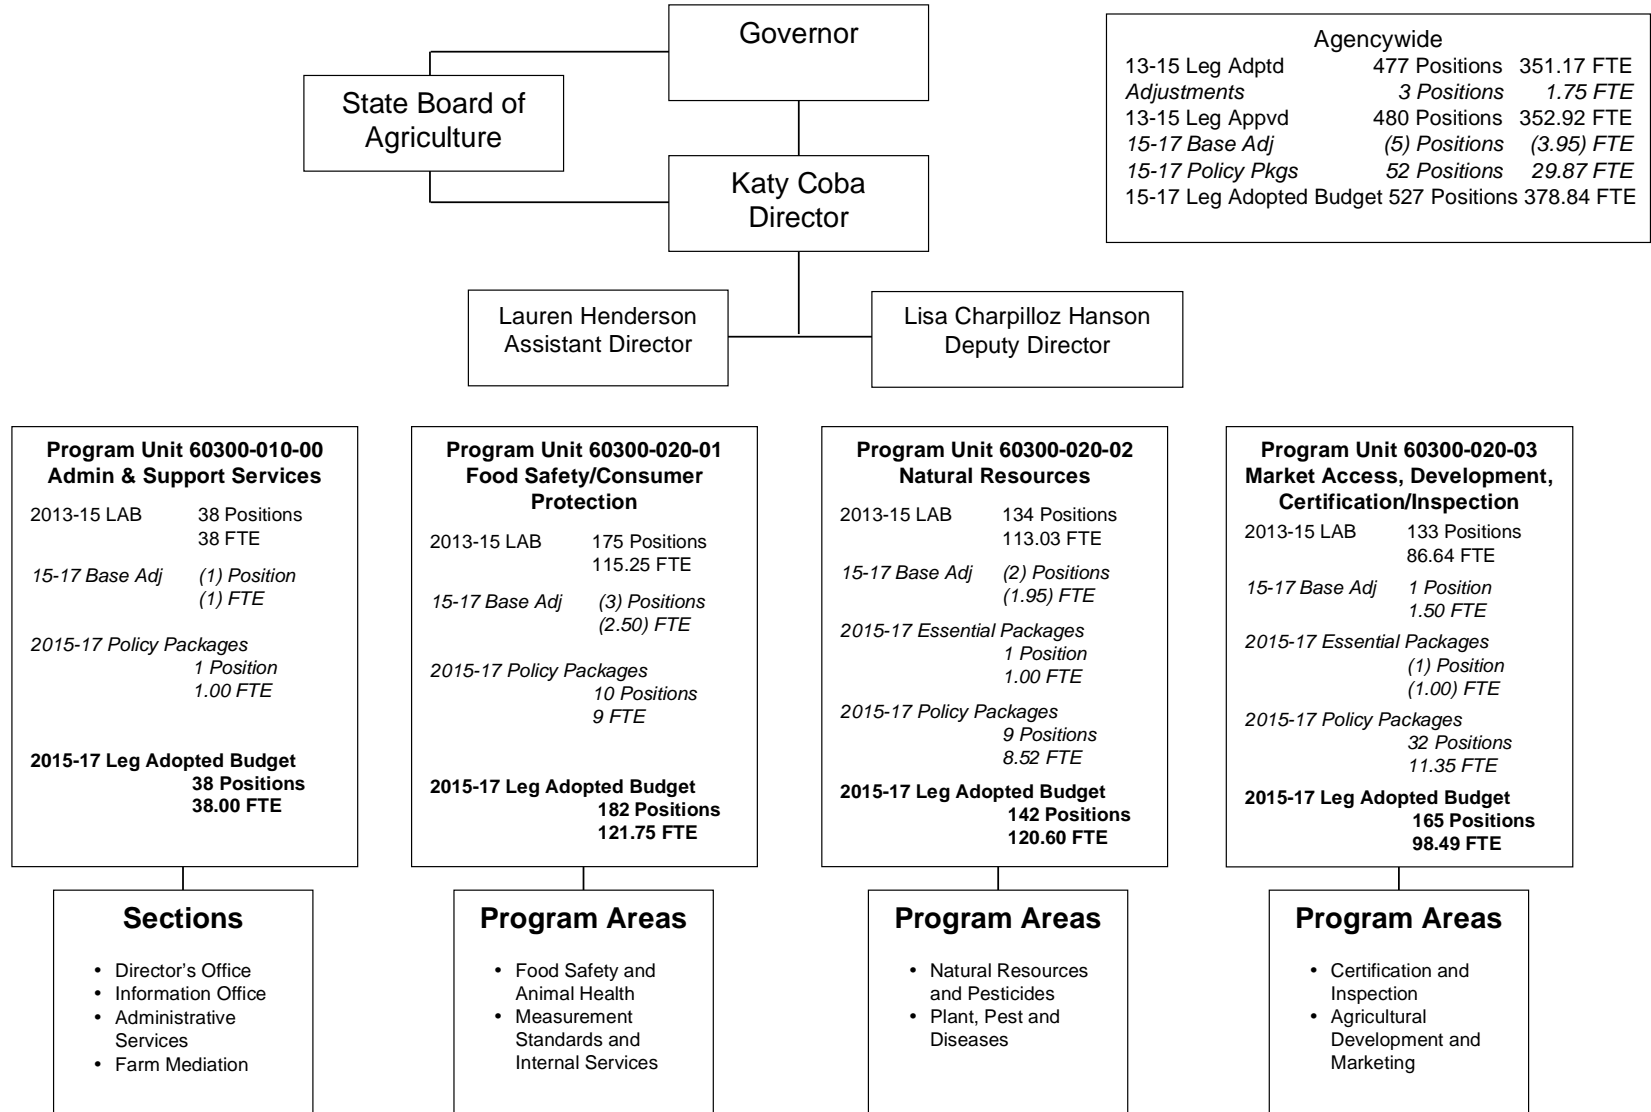 Governor
State Board of
Agriculture
Katy Coba
Director
Agencywide
13-15 Leg Adptd 477 Positions 351.17 FTE
Adjustments 3 Positions 1.75 FTE
13-15 Leg Appvd 480 Positions 352.92 FTE
15-17 Base Adj (5) Positions (3.95) FTE
15-17 Policy Pkgs 52 Positions 29.87 FTE
15-17 Leg Adopted Budget 527 Positions 378.84 FTE
Lauren Henderson
Assistant Director
Lisa Charpilloz Hanson
Deputy Director
Program Unit 60300-010-00
Admin & Support Services
2013-15 LAB 38 Positions
38 FTE
15-17 Base Adj (1) Position
(1) FTE
2015-17 Policy Packages
1 Position
1.00 FTE
2015-17 Leg Adopted Budget
38 Positions
38.00 FTE
Program Unit 60300-020-01
Food Safety/Consumer
Protection
2013-15 LAB 175 Positions
115.25 FTE
15-17 Base Adj (3) Positions
(2.50) FTE
2015-17 Policy Packages
10 Positions
9 FTE
2015-17 Leg Adopted Budget
182 Positions
121.75 FTE
Program Unit 60300-020-02
Natural Resources
2013-15 LAB 134 Positions
113.03 FTE
15-17 Base Adj (2) Positions
(1.95) FTE
2015-17 Essential Packages
1 Position
1.00 FTE
2015-17 Policy Packages
9 Positions
8.52 FTE
2015-17 Leg Adopted Budget
142 Positions
120.60 FTE
Program Unit 60300-020-03
Market Access, Development,
Certification/Inspection
2013-15 LAB 133 Positions
86.64 FTE
15-17 Base Adj 1 Position
1.50 FTE
2015-17 Essential Packages
(1) Position
(1.00) FTE
2015-17 Policy Packages
32 Positions
11.35 FTE
2015-17 Leg Adopted Budget
165 Positions
98.49 FTE
Sections
• Director’s Office
• Information Office
• Administrative
Services
• Farm Mediation
Program Areas
• Food Safety and
Animal Health
• Measurement
Standards and
Internal Services
Program Areas
• Natural Resources
and Pesticides
• Plant, Pest and
Diseases
Program Areas
• Certification and
Inspection
• Agricultural
Development and
Marketing